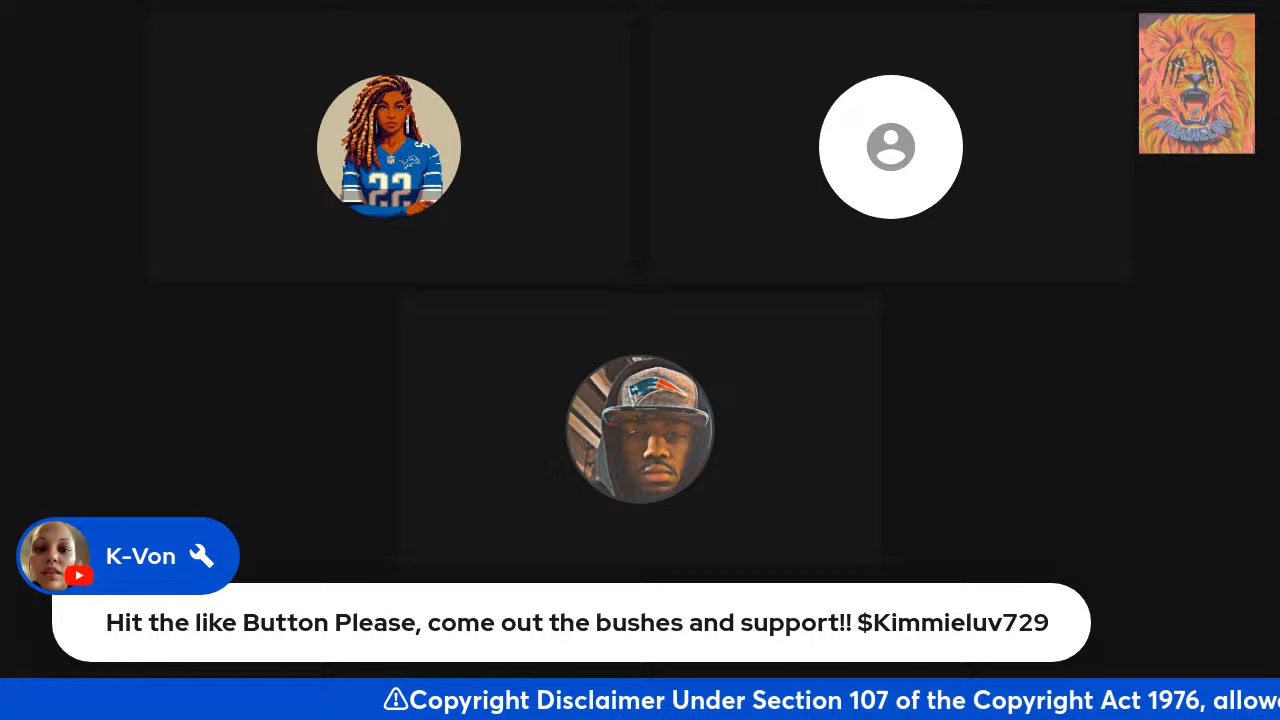 22
K-Von
Hit the like Button Please, come out the bushes and support!! $Kimmieluv729
⚠Copyright Disclaimer Under Section 107 of the Copyright Act 1976, allow